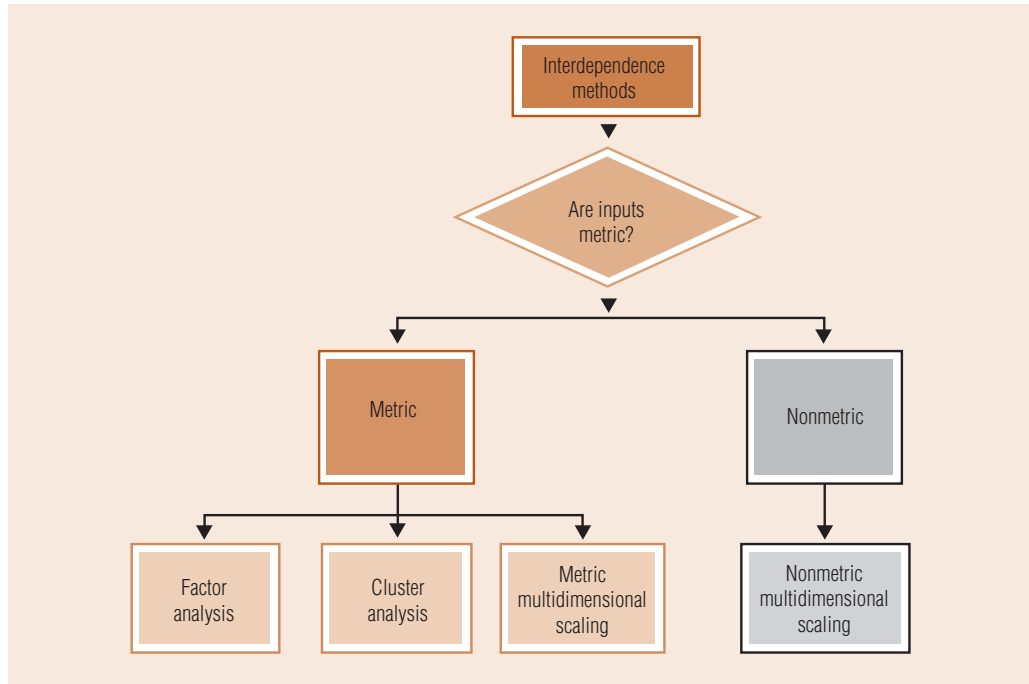 Interdependence
methods
Are inputs
metric?
Metric
Nonmetric
Factor
analysis
Cluster
analysis
Metric
multidimensional
scaling
Nonmetric
multidimensional
scaling